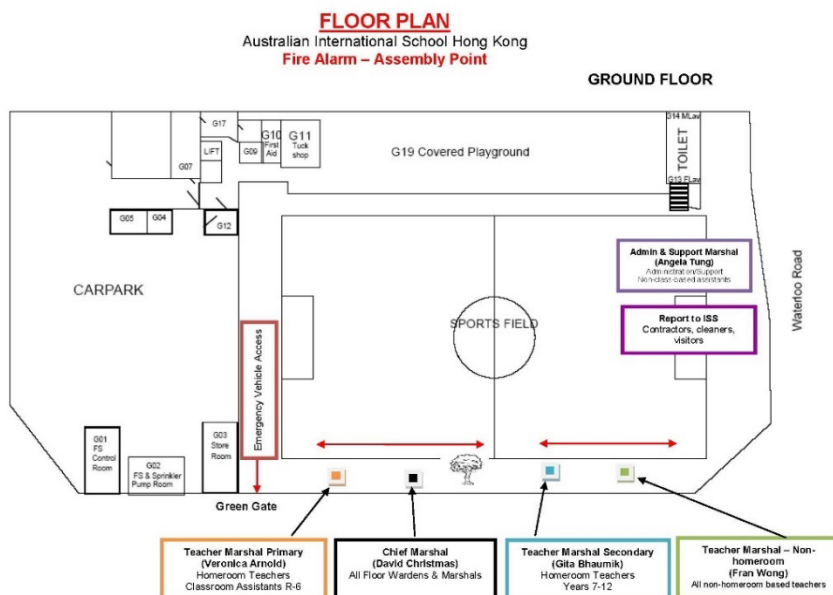 FLOOR PLAN
Australian International School Hong Kong
Fire Alarm – Assembly Point
GROUND FLOOR
G17
G10
First
Aid
G11
Tuck
shop
G09
LIFT
G07
G19 Covered Playground
G14 MLav
TOILET
G13 FLav
G05
G04
G12
CARPARK
SPORTS FIELD
Waterloo Road
Admin & Support Marshal
(Angela Tung)
Administration/Support
Non-class-based assistants
Report to ISS
Contractors, cleaners,
visitors
Emergency Vehicle Access
G01
FS
Control
Room
G02
FS & Sprinkler
Pump Room
G03
Store
Room
Green Gate
Teacher Marshal Primary
(Veronica Arnold)
Homeroom Teachers
Classroom Assistants R-6
Chief Marshal
(David Christmas)
All Floor Wardens & Marshals
Teacher Marshal Secondary
(Gita Bhaumik)
Homeroom Teachers
Years 7-12
Teacher Marshal – Non-
homeroom
(Fran Wong)
All non-homeroom based teachers